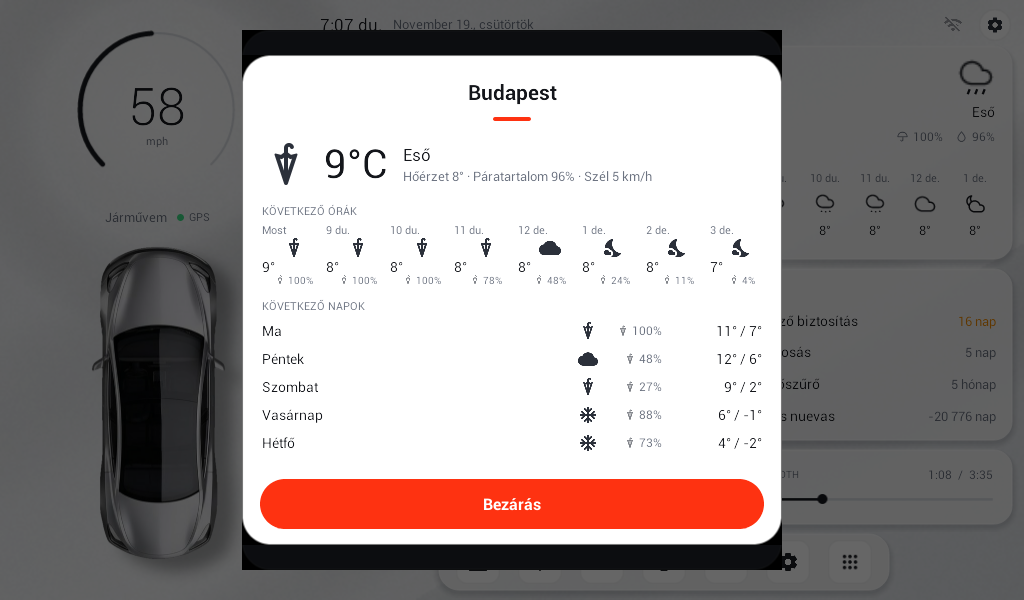 7:07 du. November 19., csütörtök
58
mph
Járművem GPS
Eső
100% 96%
10 du. 11 du. 12 de. 1 de.
8° 8° 8° 8°
biztosítás 16 nap
5 nap
5 hónap
nuevas -20 776 nap
1:08 / 3:35
Budapest
9°C
Eső
Hőérzet 8° · Páratartalom 96% · Szél 5 km/h
KÖVETKEZŐ ÓRÁK
Most 9 du. 10 du. 11 du. 12 de. 1 de. 2 de. 3 de.
9° 8° 8° 8° 8° 8° 8° 7°
100% 100% 100% 78% 48% 24% 11% 4%
KÖVETKEZŐ NAPOK
Ma 100% 11° / 7°
Péntek 48% 12° / 6°
Szombat 27% 9° / 2°
Vasárnap 88% 6° / -1°
Hétfő 73% 4° / -2°
Bezárás